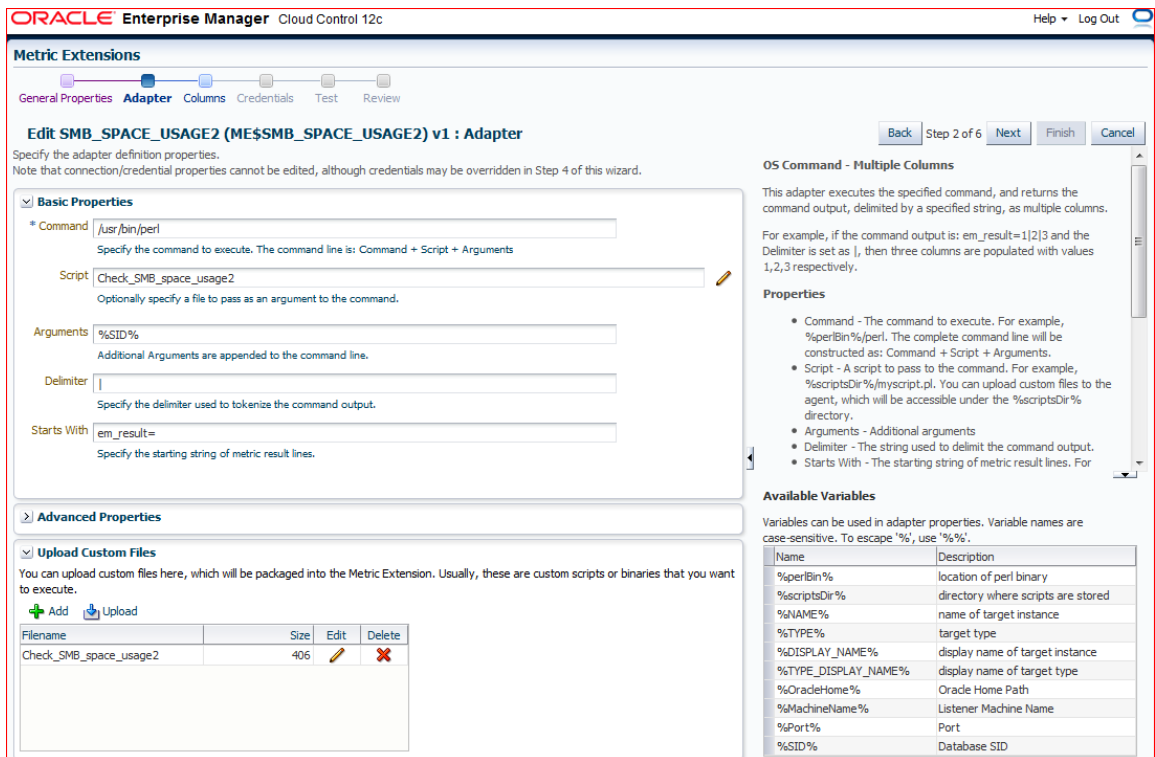 ORACLE Enterprise Manager Cloud Control 12c
Help Log Out
Metric Extensions
General Properties Adapter Columns Credentials Test Review
Edit SMB_SPACE_USAGE2 (ME$SMB_SPACE_USAGE2) v1 : Adapter
Back Step 2 of 6 Next Finish Cancel
Specify the adapter definition properties.
Note that connection/credential properties cannot be edited, although credentials may be overridden in Step 4 of this wizard.
Basic Properties
* Command /usr/bin/perl
Specify the command to execute. The command line is: Command + Script + Arguments
Script Check_SMB_space_usage2
Optionally specify a file to pass as an argument to the command.
Arguments %SID%
Additional Arguments are appended to the command line.
Delimiter |
Specify the delimiter used to tokenize the command output.
Starts With em_result=
Specify the starting string of metric result lines.
Advanced Properties
Upload Custom Files
You can upload custom files here, which will be packaged into the Metric Extension. Usually, these are custom scripts or binaries that you want
to execute.
Add Upload
Filename Size Edit Delete
Check_SMB_space_usage2 406
OS Command - Multiple Columns
This adapter executes the specified command, and returns the
command output, delimited by a specified string, as multiple columns.
For example, if the command output is: em_result=1|2|3 and the
Delimiter is set as |, then three columns are populated with values
1,2,3 respectively.
Properties
• Command - The command to execute. For example,
%perlBin%/perl. The complete command line will be
constructed as: Command + Script + Arguments.
• Script - A script to pass to the command. For example,
%scriptsDir%/myscript.pl. You can upload custom files to the
agent, which will be accessible under the %scriptsDir%
directory.
• Arguments - Additional arguments
• Delimiter - The string used to delimit the command output.
• Starts With - The starting string of metric result lines. For
Available Variables
Variables can be used in adapter properties. Variable names are
case-sensitive. To escape '%', use '%%'.
Name Description
%perlBin% location of perl binary
%scriptsDir% directory where scripts are stored
%NAME% name of target instance
%TYPE% target type
%DISPLAY_NAME% display name of target instance
%TYPE_DISPLAY_NAME% display name of target type
%OracleHome% Oracle Home Path
%MachineName% Listener Machine Name
%Port% Port
%SID% Database SID